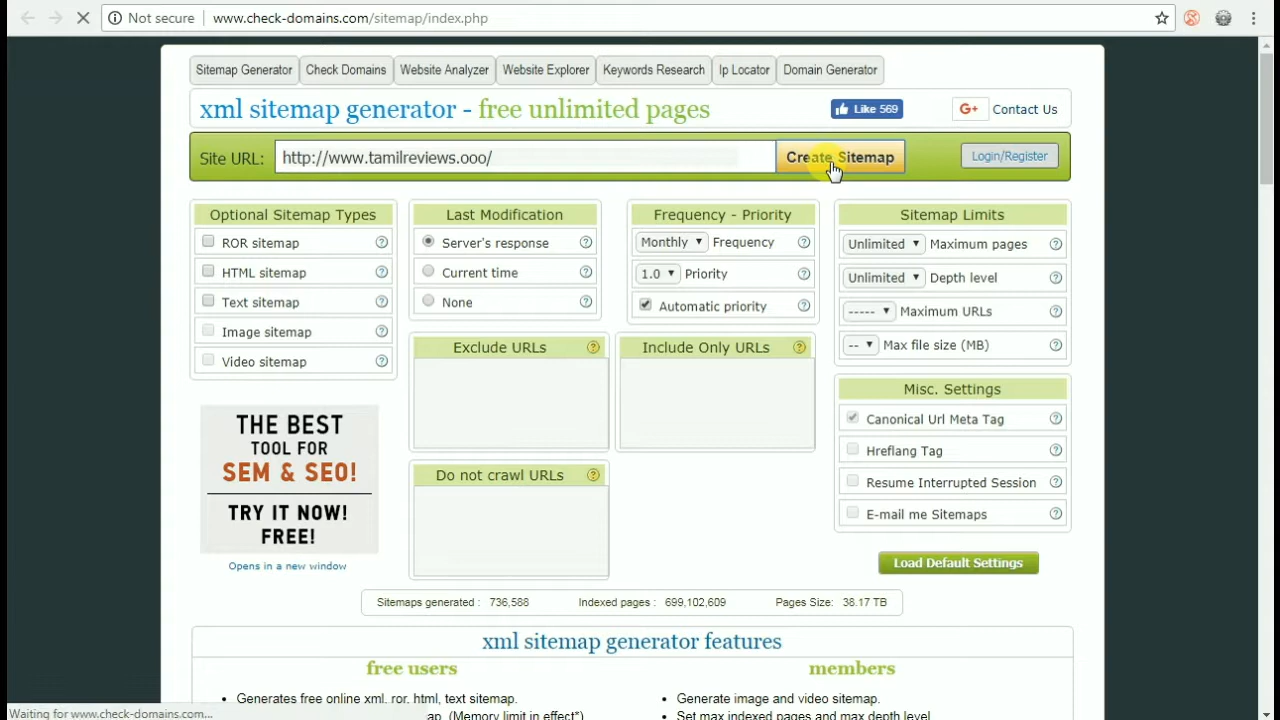 Not secure
www.check-domains.com/sitemap/index.php
Sitemap Generator Check Domains Website Analyzer Website Explorer Keywords Research Ip Locator Domain Generator
xml sitemap generator - free unlimited pages
Like 569
G+ Contact Us
Site URL: http://www.tamilreviews.ooo/ Create Sitemap Login/Register
Optional Sitemap Types
ROR sitemap
HTML sitemap
Text sitemap
Image sitemap
Video sitemap
Last Modification
Server's response
Current time
None
Frequency - Priority
Monthly Frequency
1.0 Priority
Automatic priority
Sitemap Limits
Unlimited Maximum pages
Unlimited Depth level
----- Maximum URLs
-- Max file size (MB)
Exclude URLs
Include Only URLs
Do not crawl URLs
Misc. Settings
Canonical Url Meta Tag
Hreflang Tag
Resume Interrupted Session
E-mail me Sitemaps
Load Default Settings
THE BEST
TOOL FOR
SEM & SEO!
TRY IT NOW!
FREE!
Opens in a new window
Sitemaps generated : 736,588 Indexed pages : 699,102,609 Pages Size: 38.17 TB
xml sitemap generator features
free users
Generates free online xml, ror, html, text sitemap.
ap. (Memory limit in effect*)
members
Generate image and video sitemap.
Set max indexed pages and max depth level
Waiting for www.check-domains.com...